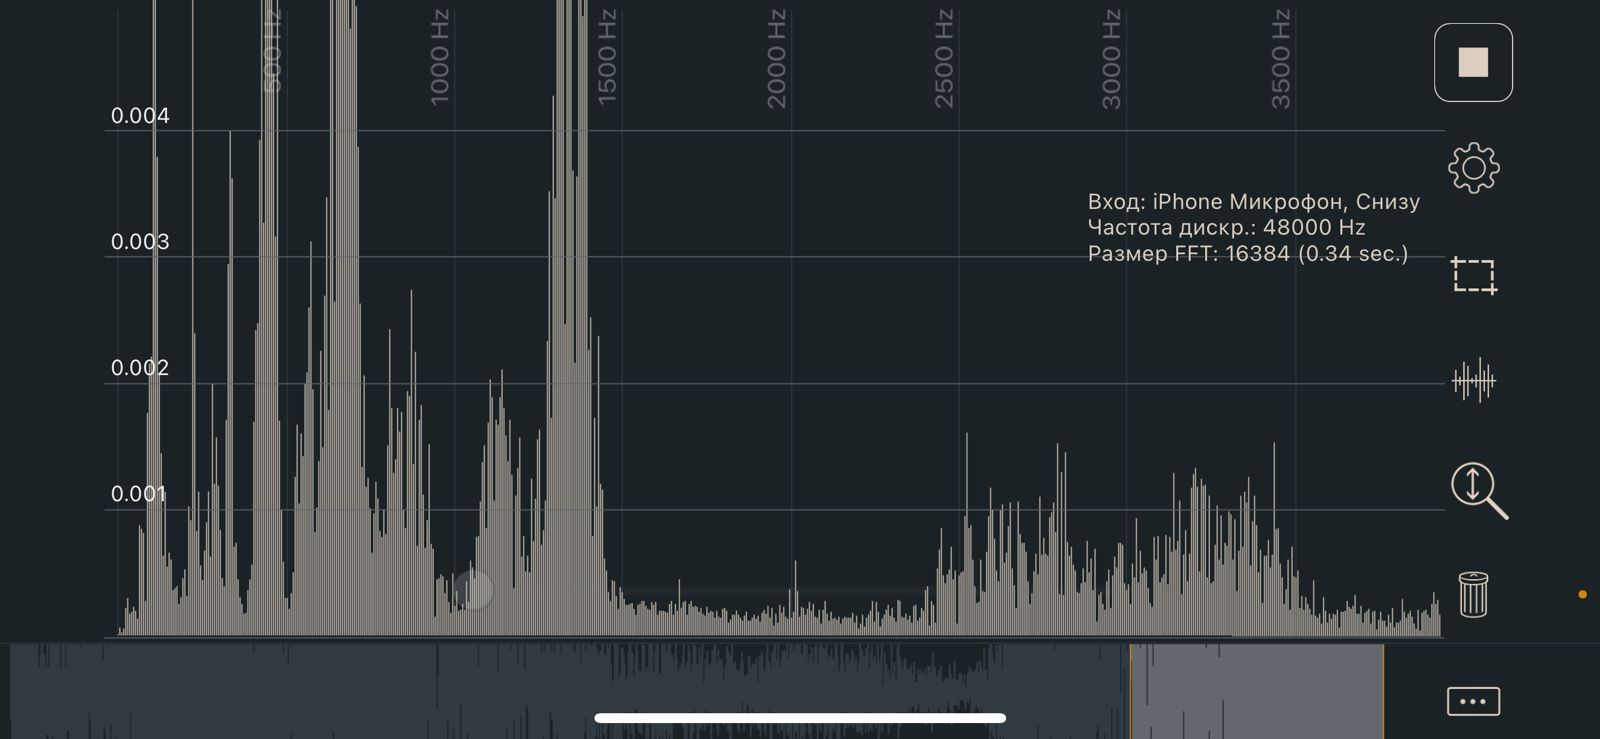 500 Hz
1000 Hz
1500 Hz
2000 Hz
2500 Hz
3000 Hz
3500 Hz
0.004
0.003
0.002
0.001
Вход: iPhone Микрофон, Снизу
Частота дискр.: 48000 Hz
Размер FFT: 16384 (0.34 sec.)